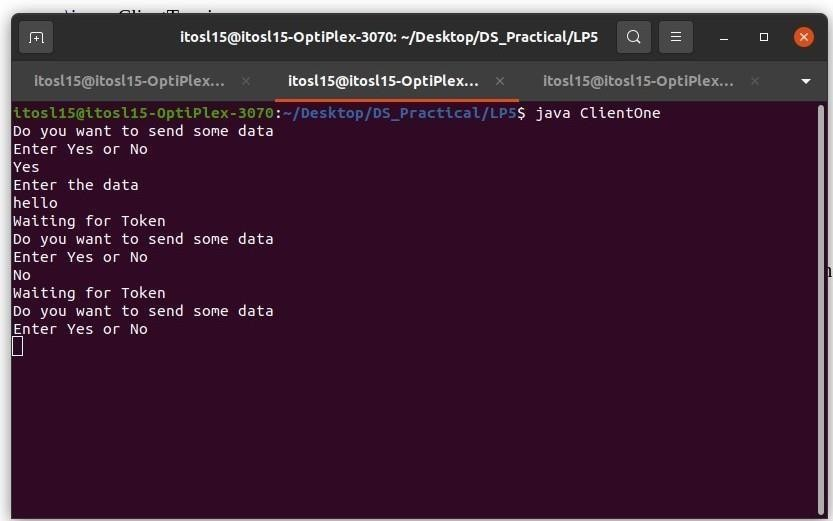 itosl15@itosl15-OptiPlex-3070: ~/Desktop/DS_Practical/LP5
itosl15@itosl15-OptiPlex... × itosl15@itosl15-OptiPlex... × itosl15@itosl15-OptiPlex... ×
itosl15@itosl15-OptiPlex-3070:~/Desktop/DS_Practical/LP5$ java ClientOne
Do you want to send some data
Enter Yes or No
Yes
Enter the data
hello
Waiting for Token
Do you want to send some data
Enter Yes or No
No
Waiting for Token
Do you want to send some data
Enter Yes or No